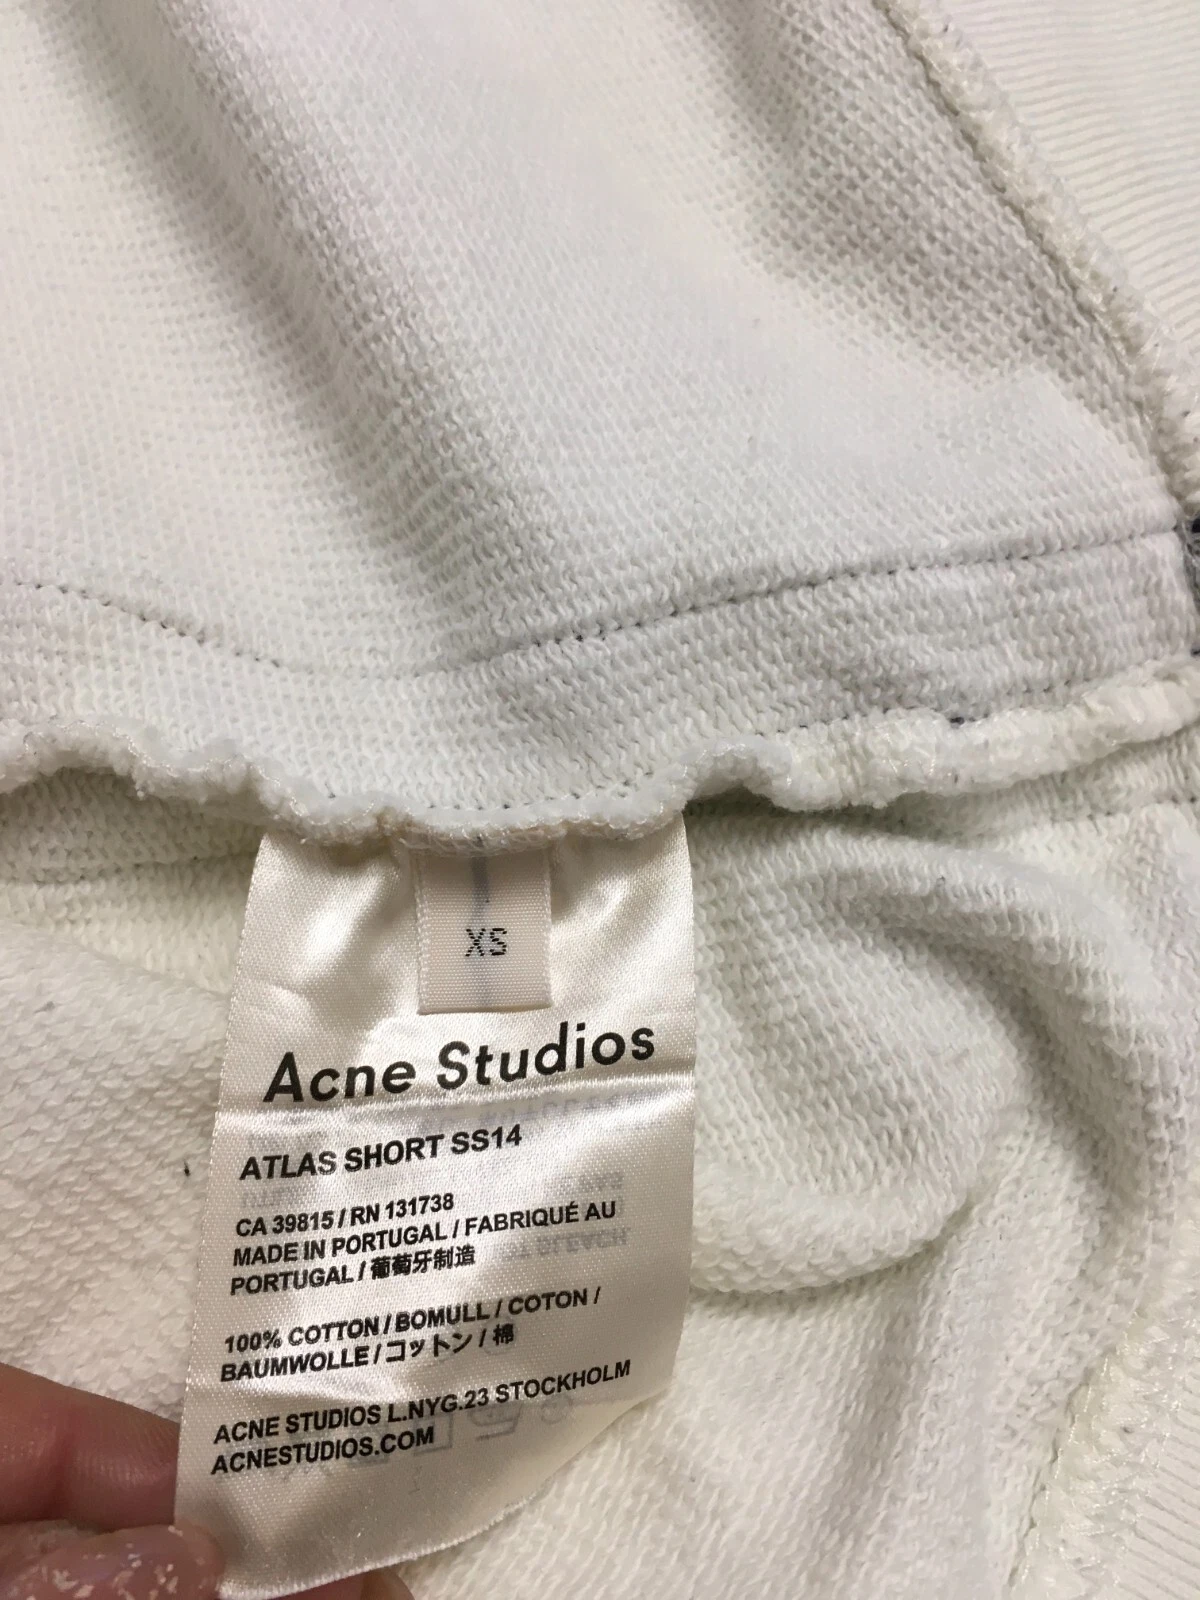 XS
Acne Studios
ATLAS SHORT SS14
CA 39815 / RN 131738
MADE IN PORTUGAL / FABRIQUÉ AU
PORTUGAL / 葡萄牙制造
100% COTTON / BOMULL / COTON /
BAUMWOLLE / コットン / 棉
ACNE STUDIOS L.NYG.23 STOCKHOLM
ACNESTUDIOS.COM